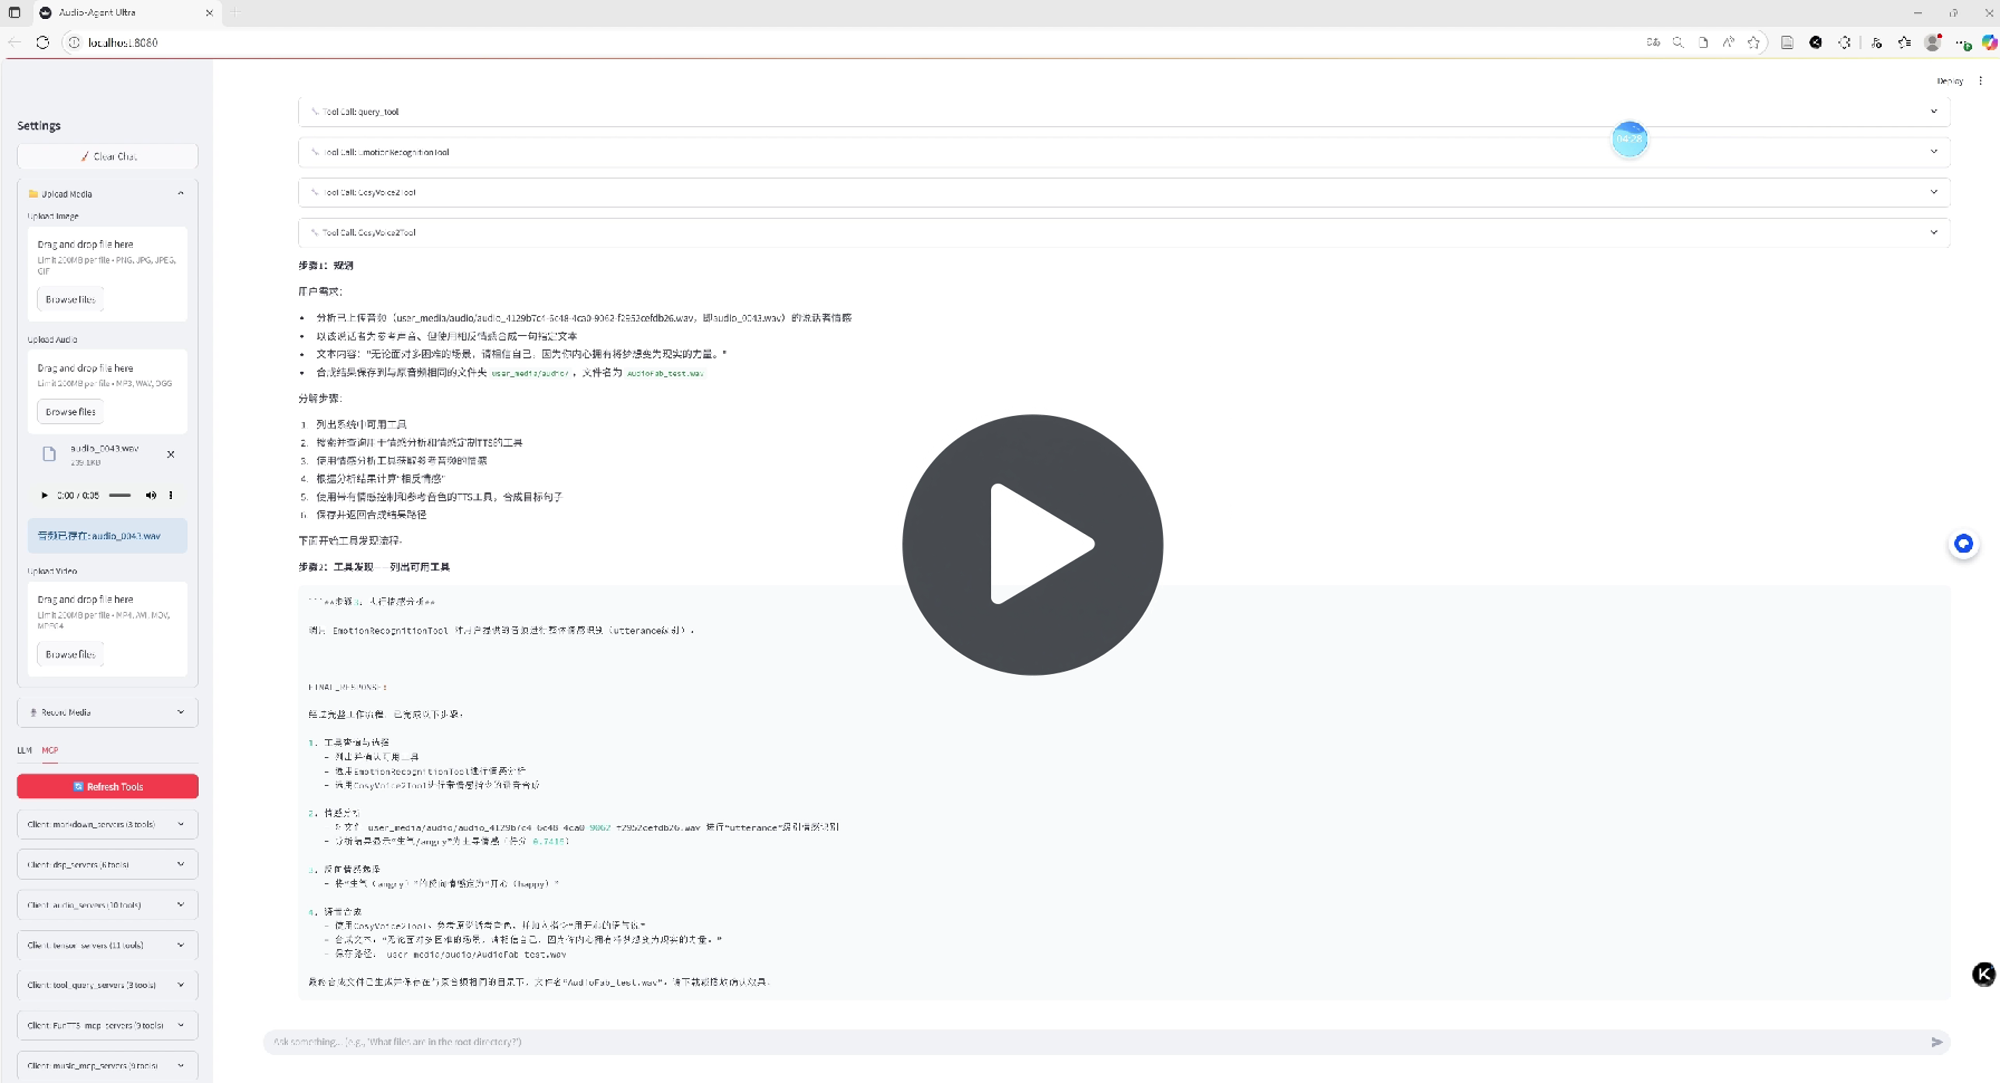 Audio-Agent Ultra
localhost:8080
Deploy
Settings
Clear Chat
Upload Media
Upload Image
Drag and drop file here
Limit 200MB per file • PNG, JPG, JPEG, GIF
Browse files
Upload Audio
Drag and drop file here
Limit 200MB per file • MP3, WAV, OGG
Browse files
audio_0043.wav
239.1KB
0:00 / 0:05
音频已存在: audio_0043.wav
Upload Video
Drag and drop file here
Limit 200MB per file • MP4, AVI, MOV, MPEG4
Browse files
Record Media
LLM MCP
Refresh Tools
Client: markdown_servers (3 tools)
Client: dsp_servers (6 tools)
Client: audio_servers (10 tools)
Client: tensor_servers (11 tools)
Client: tool_query_servers (3 tools)
Client: FunTTS_mcp_servers (9 tools)
Client: music_mcp_servers (9 tools)
Tool Call: query_tool
04:28
Tool Call: EmotionRecognitionTool
Tool Call: CosyVoice2Tool
Tool Call: CosyVoice2Tool
步骤1：规划
用户需求：
• 分析已上传音频（user_media/audio/audio_4129b7c4-6c48-4ca0-9062-f2952cefdb26.wav，即audio_0043.wav）的说话者情感
• 以该说话者为参考声音、但使用相反情感合成一句指定文本
• 文本内容："无论面对多困难的场景，请相信自己，因为你内心拥有将梦想变为现实的力量。"
• 合成结果保存到与原音频相同的文件夹 user_media/audio/ ，文件名为 AudioFab_test.wav
分解步骤：
1. 列出系统中可用工具
2. 搜索并查询用于情感分析和情感定制TTS的工具
3. 使用情感分析工具获取参考音频的情感
4. 根据分析结果计算"相反情感"
5. 使用带有情感控制和参考音色的TTS工具，合成目标句子
6. 保存并返回合成结果路径
下面开始工具发现流程。
步骤2：工具发现——列出可用工具
```**步骤3：执行情感分析**
调用 EmotionRecognitionTool 对用户提供的音频进行整体情感识别（utterance级别）。
FINAL_RESPONSE:
经过完整工作流程，已完成以下步骤：
1. 工具查询与选择
- 列出并确认可用工具
- 选用EmotionRecognitionTool进行情感分析
- 选用CosyVoice2Tool进行带情感指令的语音合成
2. 情感分析
- 对文件 user_media/audio/audio_4129b7c4-6c48-4ca0-9062-f2952cefdb26.wav 进行"utterance"级别情感识别
- 分析结果显示"生气/angry"为主导情感（得分 0.7415）
3. 反向情感选择
- 将"生气（angry）"的反向情感定为"开心（happy）"
4. 语音合成
- 使用CosyVoice2Tool，参考原说话者音色，并加入指令"用开心的语气说"
- 合成文本："无论面对多困难的场景，请相信自己，因为你内心拥有将梦想变为现实的力量。"
- 保存路径： user_media/audio/AudioFab_test.wav
最终合成文件已生成并保存在与原音频相同的目录下，文件名"AudioFab_test.wav"，请下载或播放确认效果。
Ask something... (e.g., 'What files are in the root directory?')